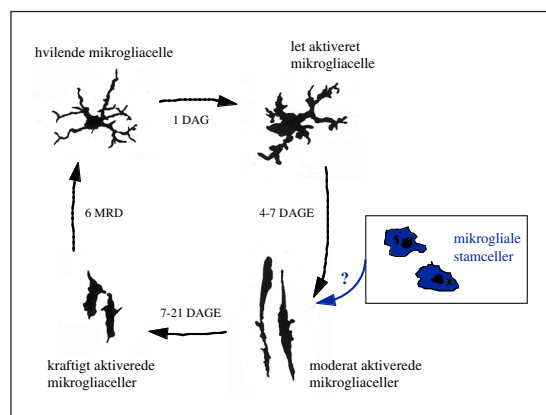 hvilende mikrogliacelle
let aktiveret
mikrogliacelle
1 DAG
6 MRD
4-7 DAGE
mikrogliale
stamceller
?
7-21 DAGE
kraftigt aktiverede
mikrogliaceller
moderat aktiverede
mikrogliaceller